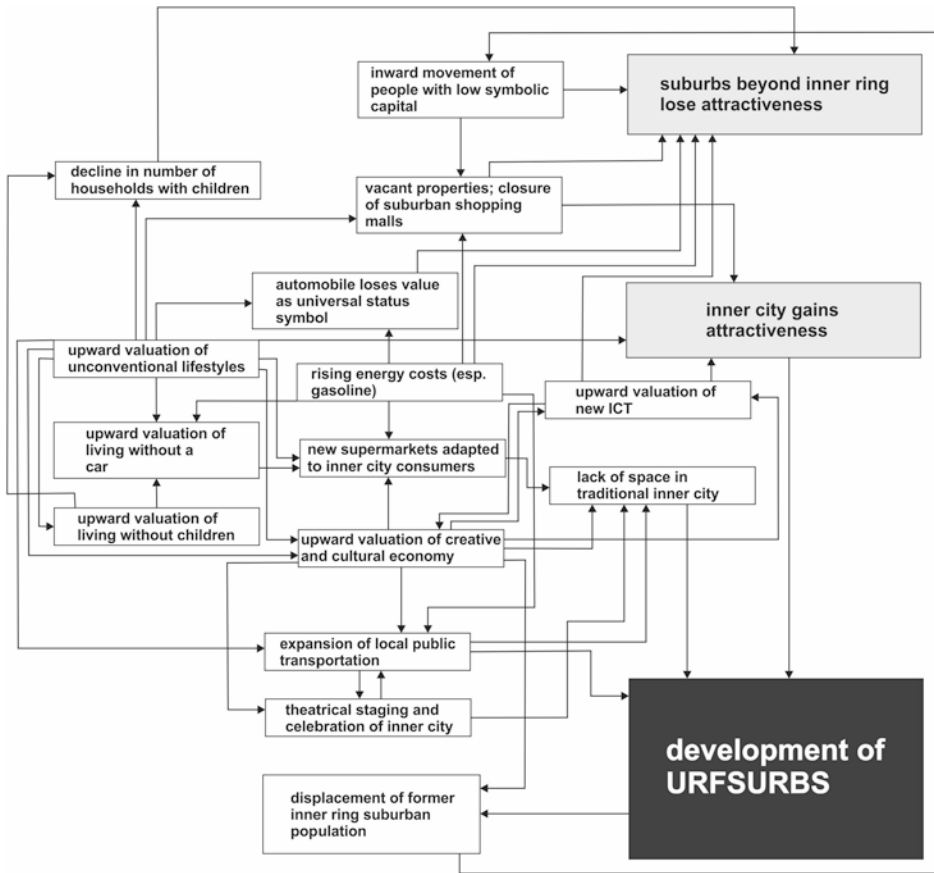 inward movement of
people with low symbolic
capital
suburbs beyond inner ring
lose attractiveness
decline in number of
households with children
vacant properties; closure
of suburban shopping
malls
automobile loses value
as universal status
symbol
inner city gains
attractiveness
upward valuation of
unconventional lifestyles
rising energy costs (esp.
gasoline)
upward valuation of
new ICT
upward valuation of
living without a
car
new supermarkets adapted
to inner city consumers
lack of space in
traditional inner city
upward valuation of
living without children
upward valuation of creative
and cultural economy
expansion of local public
transportation
theatrical staging and
celebration of inner city
development of
URFSURBS
displacement of former
inner ring suburban
population